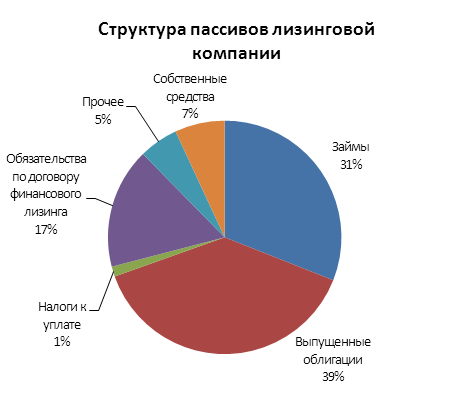 Структура пассивов лизинговой
компании
Собственные
средства
7%
Прочее
5%
Займы
31%
Обязательства
по договору
финансового
лизинга
17%
Налоги к
уплате
1%
Выпущенные
облигации
39%